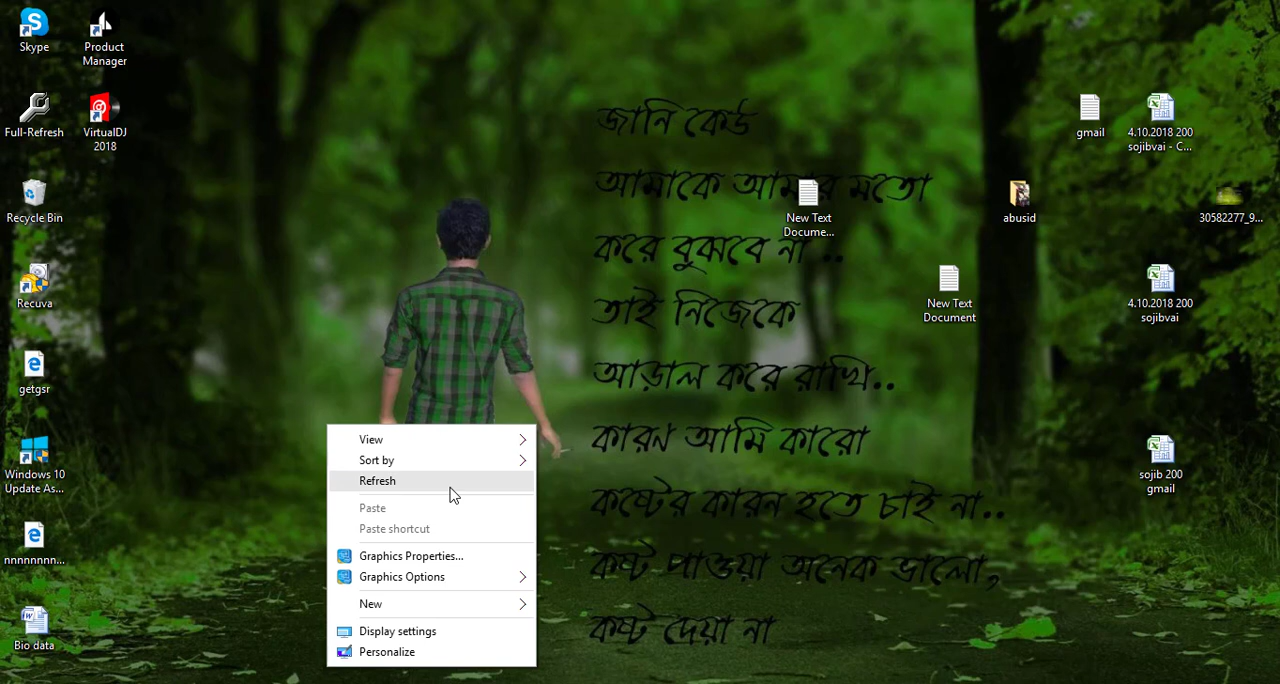 Skype
Product
Manager
Full-Refresh
VirtualDJ
2018
Recycle Bin
Recuva
getgsr
Windows 10
Update As...
nnnnnnnn...
Bio data
জানি কেউ
আমাকে আমার মতো
করে বুঝবে না ..
তাই নিজেকে
আড়াল করে রাখি..
কারণ আমি কারো
কষ্টের কারন হতে চাই না..
কষ্ট পাওয়া অনেক ভালো,
কষ্ট দেয়া না
New Text
Docume...
New Text
Document
abusid
gmail
4.10.2018 200
sojibvai - C...
30582277_9...
4.10.2018 200
sojibvai
sojib 200
gmail
View
Sort by
Refresh
Paste
Paste shortcut
Graphics Properties...
Graphics Options
New
Display settings
Personalize